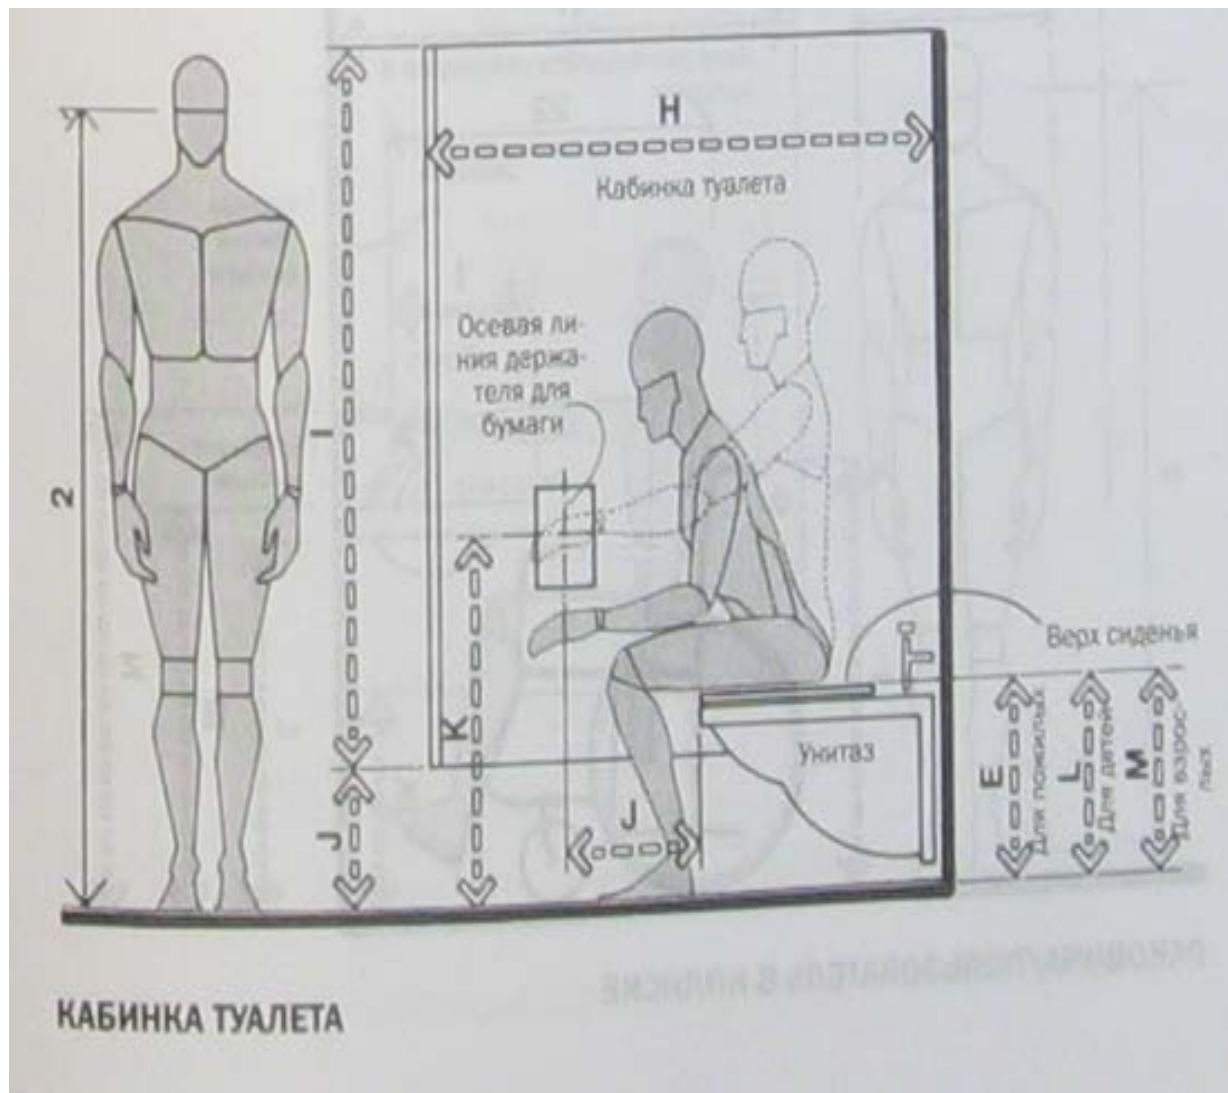 H
Кабинка туалета
Осевая ли-
ния держа-
теля для
бумаги
I
2
K
J
J
Верх сиденья
Унитаз
E
Для пожилых
L
Для детей
M
Для взрос-
лых
КАБИНКА ТУАЛЕТА